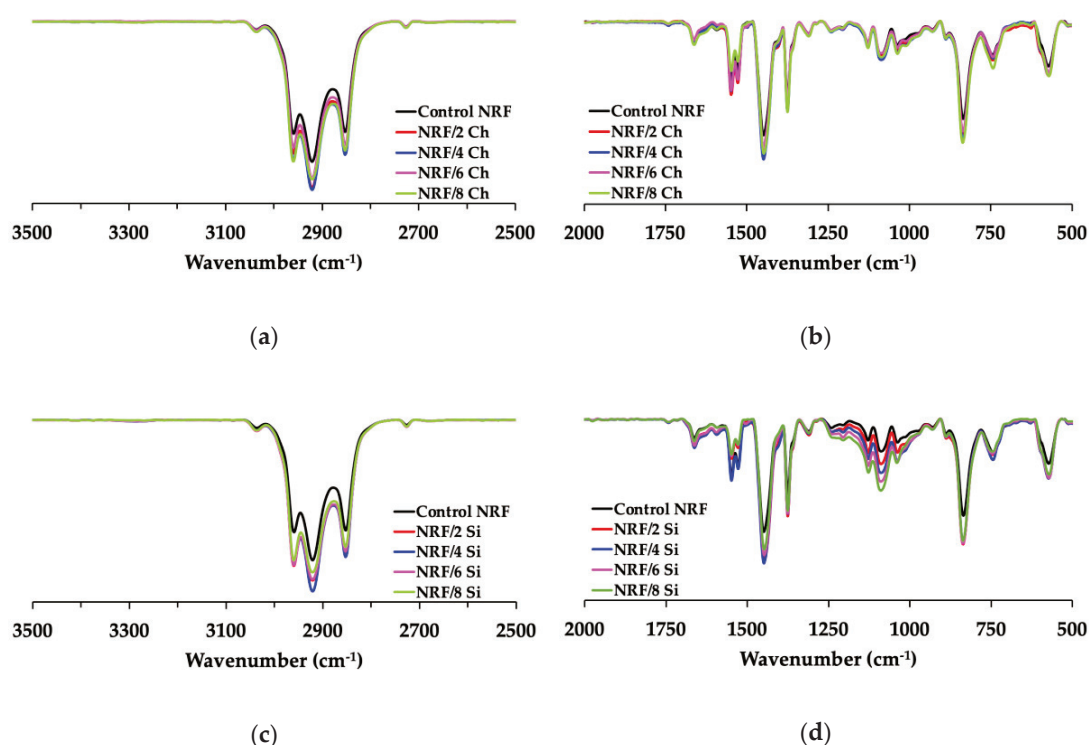 Control NRF
NRF/2 Ch
NRF/4 Ch
NRF/6 Ch
NRF/8 Ch
3500 3300 3100 2900 2700 2500
Wavenumber (cm⁻¹)
(a)
Control NRF
NRF/2 Ch
NRF/4 Ch
NRF/6 Ch
NRF/8 Ch
2000 1750 1500 1250 1000 750 500
Wavenumber (cm⁻¹)
(b)
Control NRF
NRF/2 Si
NRF/4 Si
NRF/6 Si
NRF/8 Si
3500 3300 3100 2900 2700 2500
Wavenumber (cm⁻¹)
(c)
Control NRF
NRF/2 Si
NRF/4 Si
NRF/6 Si
NRF/8 Si
2000 1750 1500 1250 1000 750 500
Wavenumber (cm⁻¹)
(d)